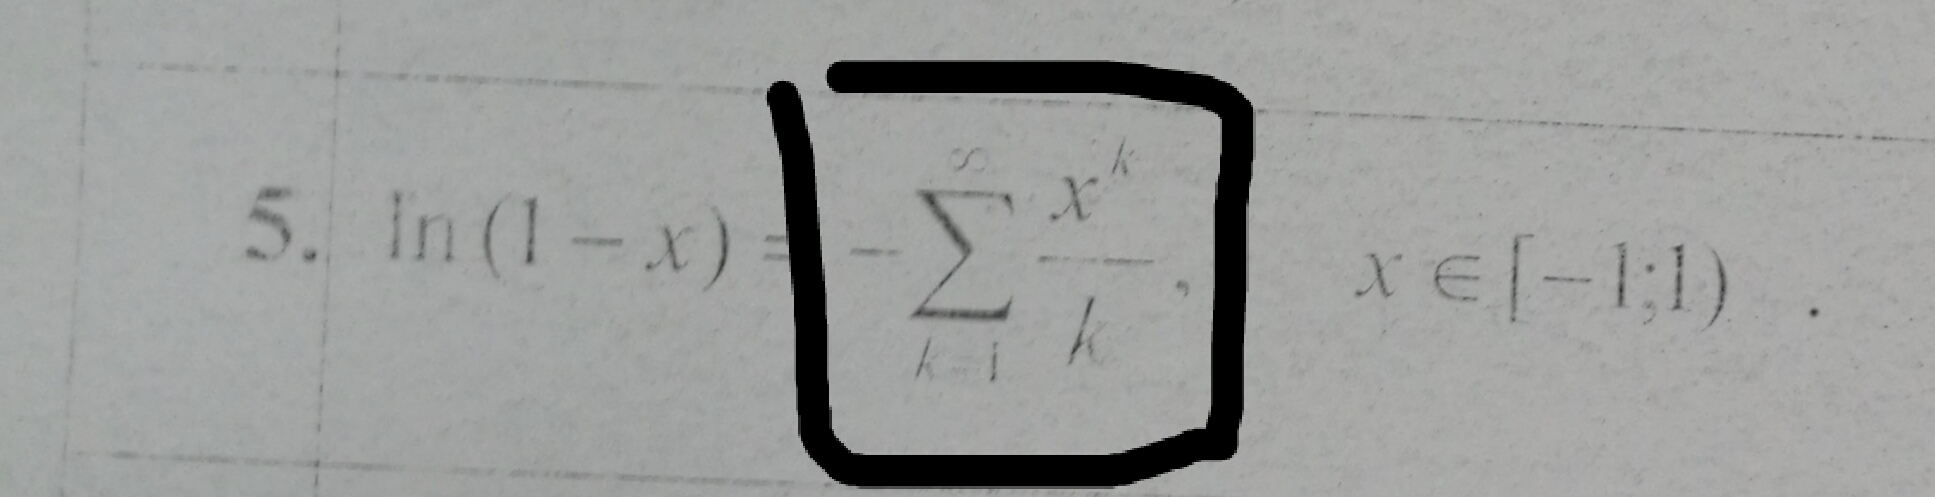 5. ln (1 − x) = −∑_{k=1}^{∞} x^k / k, x ∈ [−1;1) .